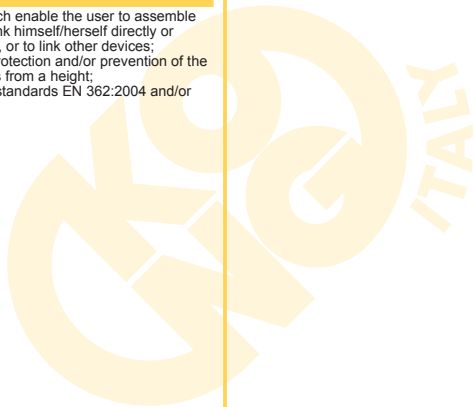 ch enable the user to assemble
nk himself/herself directly or
, or to link other devices;
rotection and/or prevention of the
s from a height;
standards EN 362:2004 and/or
KONG
ITALY